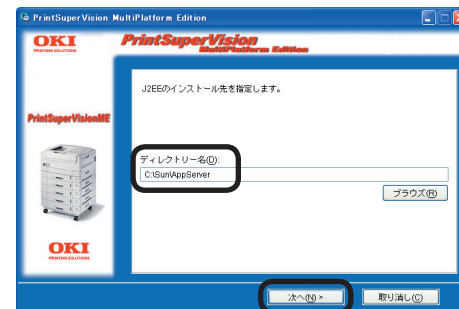 PrintSuperVision MultiPlatform Edition
OKI
PRINTING SOLUTIONS
PrintSuperVision
MultiPlatform Edition
J2EEのインストール先を指定します。
PrintSuperVisionME
ディレクトリー名(D):
C:\Sun\AppServer
ブラウズ(R)
OKI
PRINTING SOLUTIONS
次へ(N) >
取り消し(C)